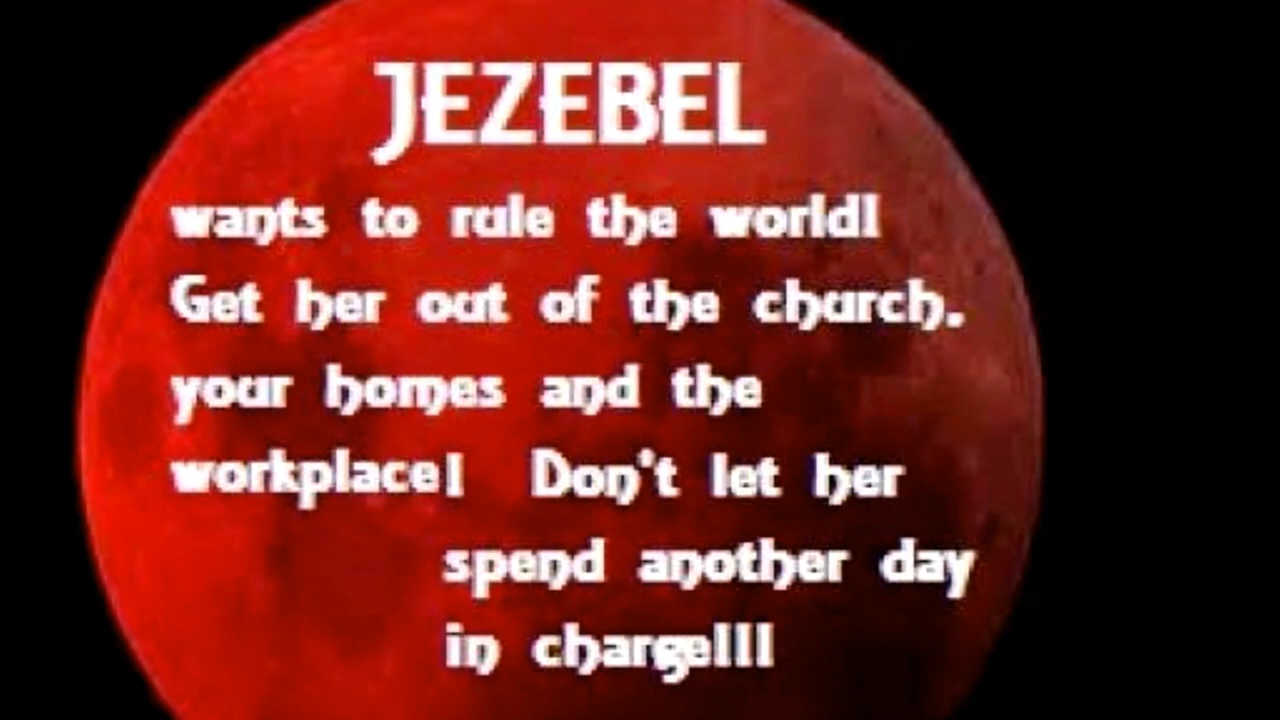 JEZEBEL
wants to rule the world!
Get her out of the church.
your homes and the
workplace! Don't let her
spend another day
in charge!!!